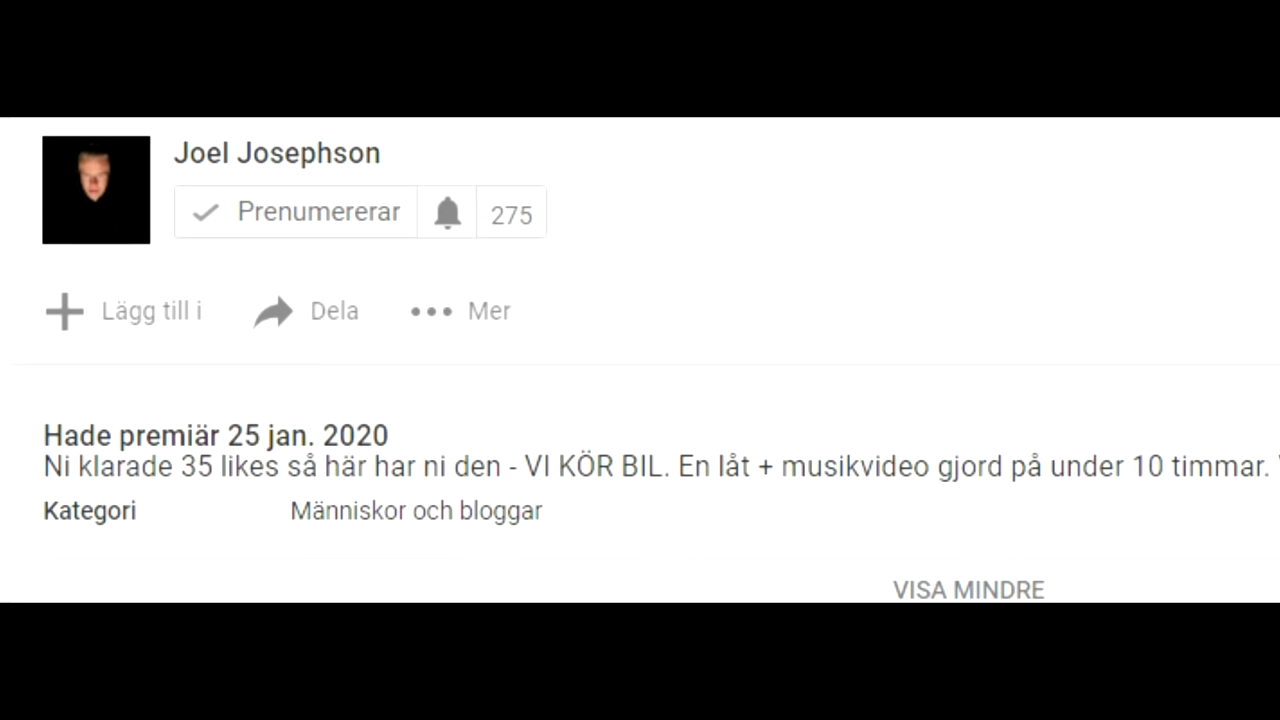 Joel Josephson
Prenumererar 275
Lägg till i Dela Mer
Hade premiär 25 jan. 2020
Ni klarade 35 likes så här har ni den - VI KÖR BIL. En låt + musikvideo gjord på under 10 timmar.
Kategori Människor och bloggar
VISA MINDRE